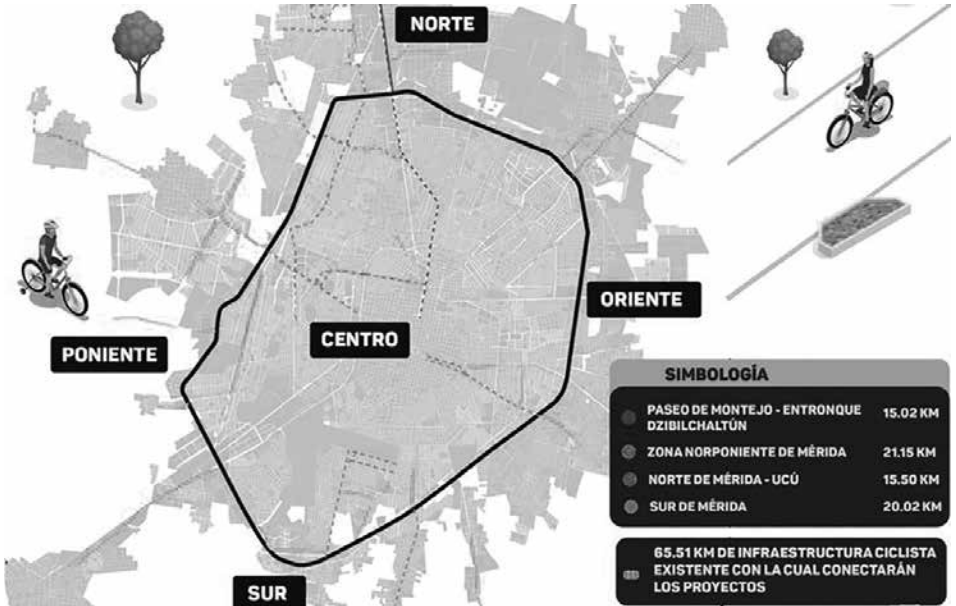 NORTE
ORIENTE
CENTRO
PONIENTE
SUR
SIMBOLOGÍA
PASEO DE MONTEJO - ENTRONQUE 15.02 KM
DZIBILCHALTÚN
ZONA NORPONIENTE DE MÉRIDA 21.15 KM
NORTE DE MÉRIDA - UCÚ 15.50 KM
SUR DE MÉRIDA 20.02 KM
65.51 KM DE INFRAESTRUCTURA CICLISTA
EXISTENTE CON LA CUAL CONECTARÁN
LOS PROYECTOS